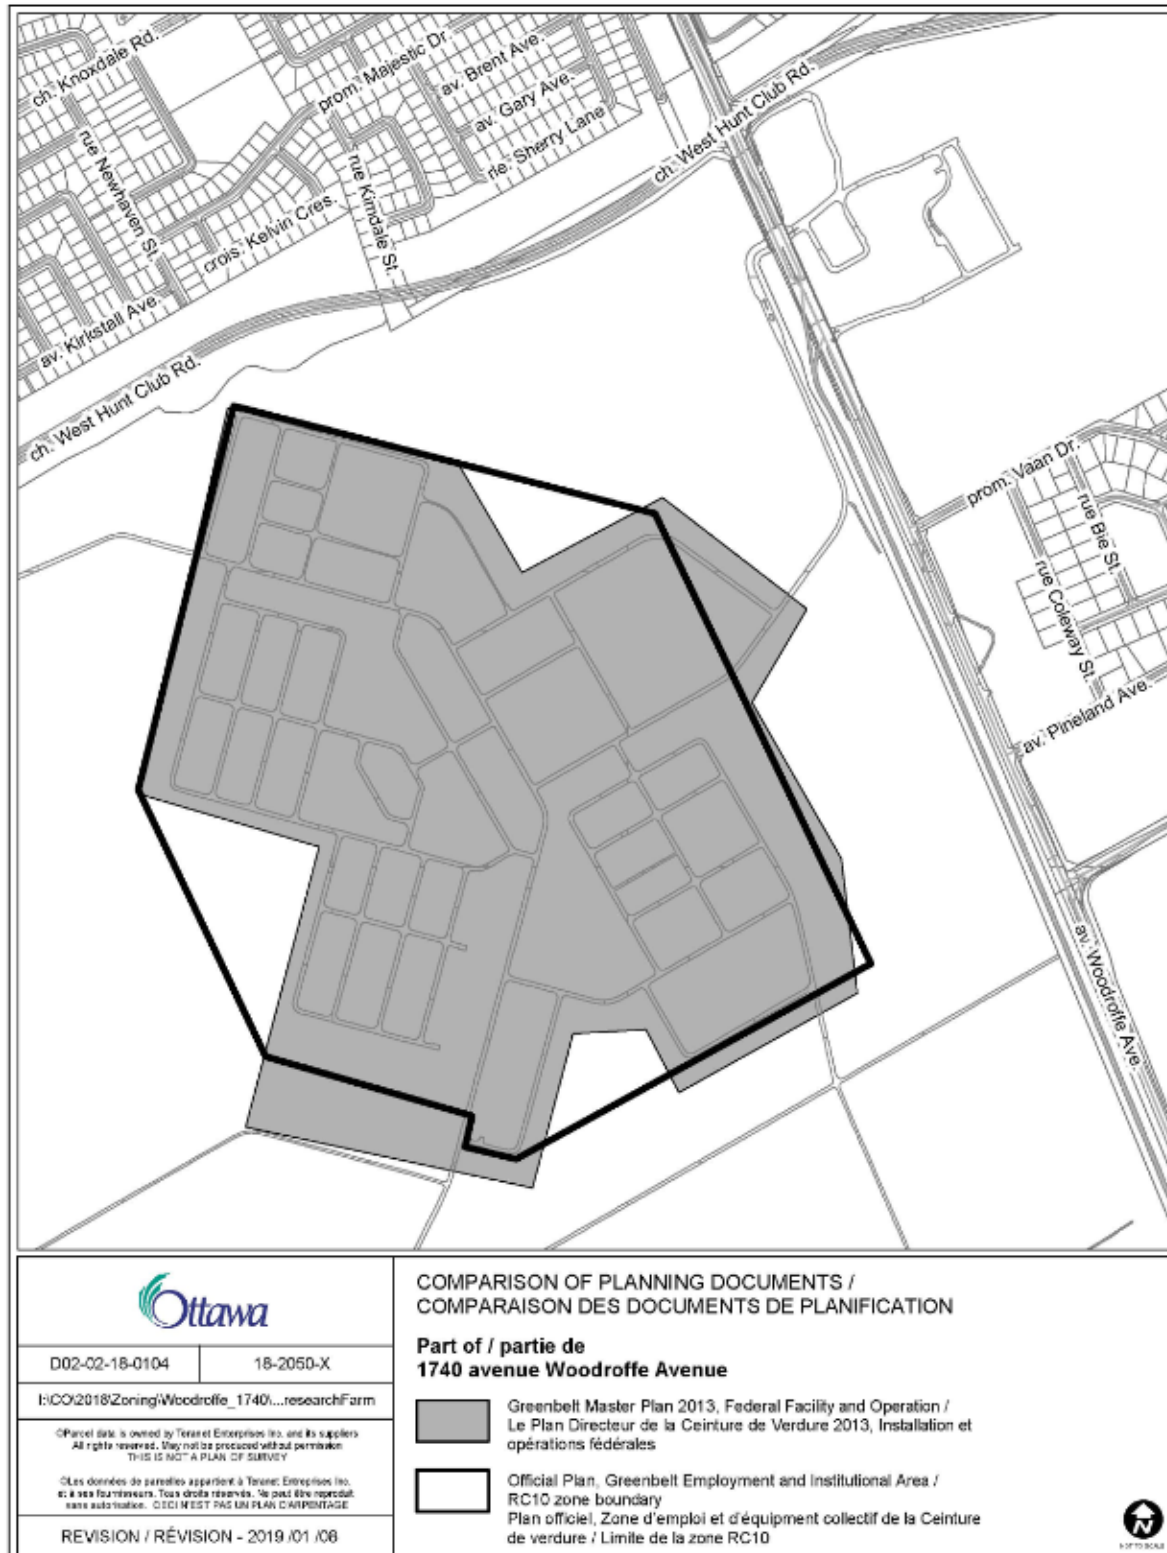 ch. Knoxdale Rd.
prom. Majestic Dr.
av. Brent Ave.
av. Gary Ave.
rle. Sherry Lane
ch. West Hunt Club Rd.
rue Newhaven St.
rue Kimdale St.
crois. Kelvin Cres.
av. Kirkstall Ave.
ch. West Hunt Club Rd.
prom. Vaan Dr.
rue Bie St.
rue Coleway St.
av. Pineland Ave.
av. Woodroffe Ave.
Ottawa
D02-02-18-0104
18-2050-X
I:\CO\2018\Zoning\Woodroffe_1740\...researchFarm
©Parcel data is owned by Teranet Enterprises Inc. and its suppliers
All rights reserved. May not be produced without permission
THIS IS NOT A PLAN OF SURVEY
©Les données de parcelles appartient à Teranet Entreprises Inc.
et à ses fournisseurs. Tous droits réservés. Ne peut être reproduit
sans autorisation. CECI N'EST PAS UN PLAN D'ARPENTAGE
REVISION / RÉVISION - 2019 /01 /08
COMPARISON OF PLANNING DOCUMENTS /
COMPARAISON DES DOCUMENTS DE PLANIFICATION
Part of / partie de
1740 avenue Woodroffe Avenue
Greenbelt Master Plan 2013, Federal Facility and Operation /
Le Plan Directeur de la Ceinture de Verdure 2013, Installation et
opérations fédérales
Official Plan, Greenbelt Employment and Institutional Area /
RC10 zone boundary
Plan officiel, Zone d'emploi et d'équipment collectif de la Ceinture
de verdure / Limite de la zone RC10
N
NOT TO SCALE